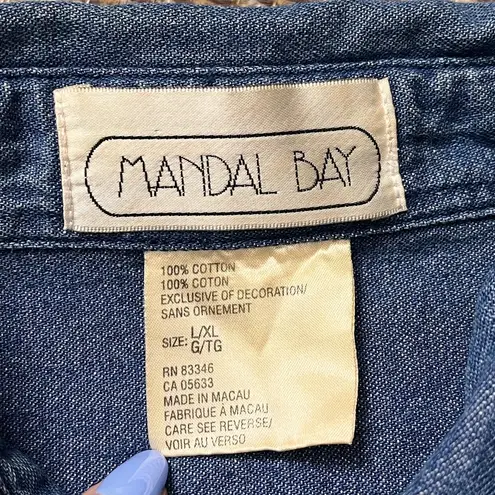 MANDAL BAY
100% COTTON
100% COTON
EXCLUSIVE OF DECORATION/
SANS ORNEMENT
SIZE: L/XL
G/TG
RN 83346
CA 05633
MADE IN MACAU
FABRIQUE À MACAU
CARE SEE REVERSE/
VOIR AU VERSO